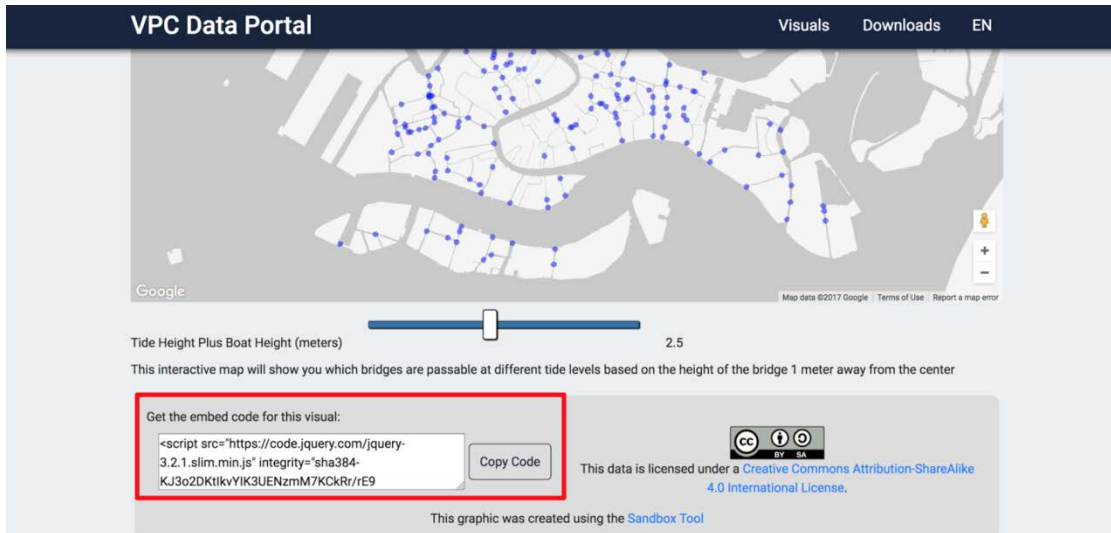 VPC Data Portal Visuals Downloads EN
Google
Map data ©2017 Google Terms of Use Report a map error
Tide Height Plus Boat Height (meters) 2.5
This interactive map will show you which bridges are passable at different tide levels based on the height of the bridge 1 meter away from the center
Get the embed code for this visual:
<script src="https://code.jquery.com/jquery-
3.2.1.slim.min.js" integrity="sha384-
KJ3o2DKtIkvYIK3UENzmM7KCkRr/rE9
Copy Code
cc BY SA
This data is licensed under a Creative Commons Attribution-ShareAlike
4.0 International License.
This graphic was created using the Sandbox Tool